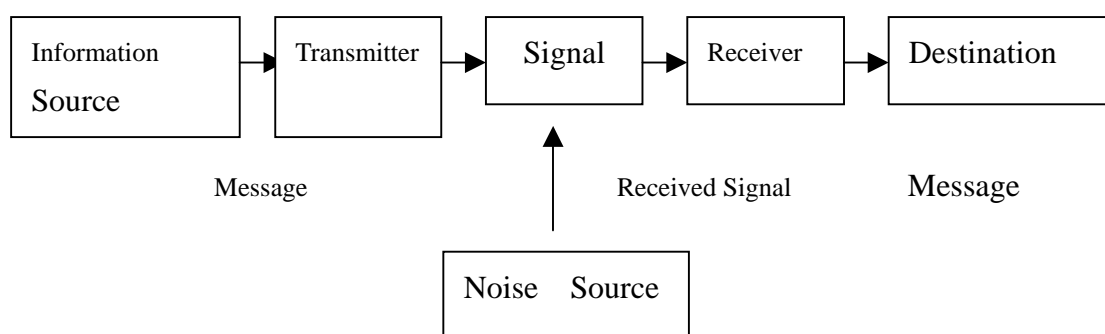 Information
Source
Transmitter
Signal
Receiver
Destination
Message
Received Signal
Message
Noise Source